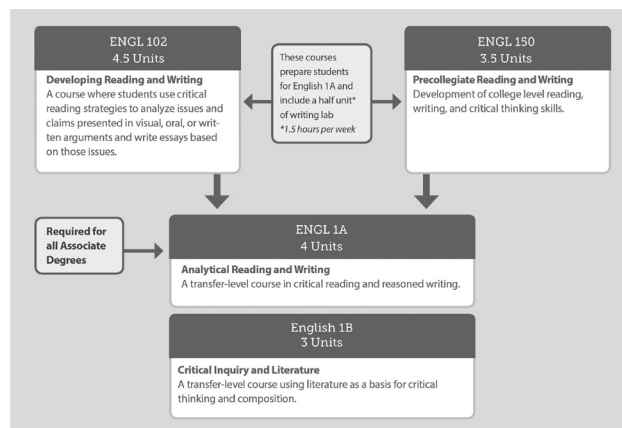 ENGL 102
4.5 Units
Developing Reading and Writing
A course where students use critical
reading strategies to analyze issues and
claims presented in visual, oral, or writ-
ten arguments and write essays based
on those issues.
These courses
prepare students
for English 1A and
include a half unit*
of writing lab
*1.5 hours per week
ENGL 150
3.5 Units
Precollegiate Reading and Writing
Development of college level reading,
writing, and critical thinking skills.
Required for
all Associate
Degrees
ENGL 1A
4 Units
Analytical Reading and Writing
A transfer-level course in critical reading and reasoned writing.
English 1B
3 Units
Critical Inquiry and Literature
A transfer-level course using literature as a basis for critical
thinking and composition.